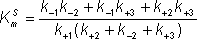 K_m^S = \frac{k_{-1}k_{-2} + k_{-1}k_{+3} + k_{+2}k_{+3}}{k_{+1}(k_{+2} + k_{-2} + k_{+3})}